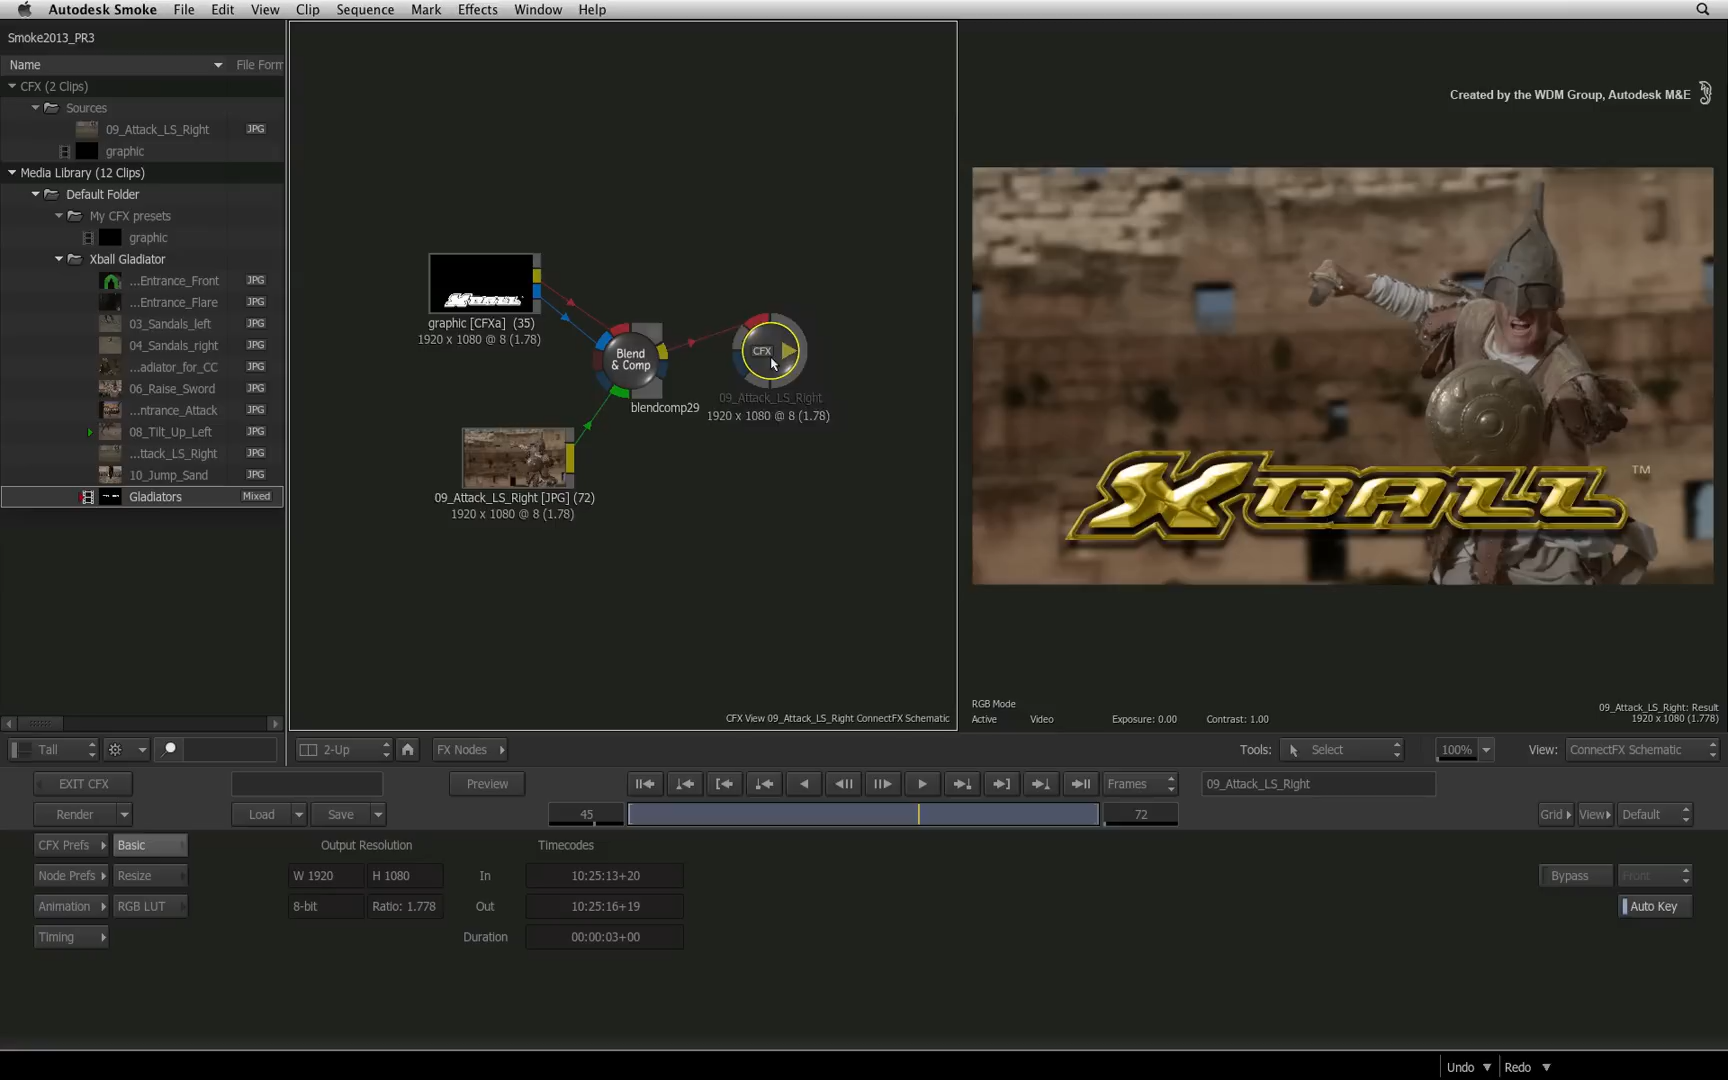 Autodesk Smoke File Edit View Clip Sequence Mark Effects Window Help
Smoke2013_PR3
Name File Form
CFX (2 Clips)
Sources
09_Attack_LS_Right JPG
graphic
Media Library (12 Clips)
Default Folder
My CFX presets
graphic
Xball Gladiator
...Entrance_Front JPG
...Entrance_Flare JPG
03_Sandals_left JPG
04_Sandals_right JPG
...adiator_for_CC JPG
06_Raise_Sword JPG
...ntrance_Attack JPG
08_Tilt_Up_Left JPG
...ttack_LS_Right JPG
10_Jump_Sand JPG
Gladiators Mixed
XBALL
graphic [CFXa] (35)
1920 x 1080 @ 8 (1.78)
Blend
& Comp
blendcomp29
CFX
09_Attack_LS_Right
1920 x 1080 @ 8 (1.78)
09_Attack_LS_Right [JPG] (72)
1920 x 1080 @ 8 (1.78)
CFX View 09_Attack_LS_Right ConnectFX Schematic
Created by the WDM Group, Autodesk M&E
XBALL TM
RGB Mode
Active Video Exposure: 0.00 Contrast: 1.00
09_Attack_LS_Right: Result
1920 x 1080 (1.778)
Tall 2-Up FX Nodes Tools: Select 100% View: ConnectFX Schematic
EXIT CFX Preview Frames 09_Attack_LS_Right
Render Load Save 45 72 Grid View Default
CFX Prefs Basic Output Resolution Timecodes
Node Prefs Resize W 1920 H 1080 In 10:25:13+20 Bypass Front
Animation RGB LUT 8-bit Ratio: 1.778 Out 10:25:16+19 Auto Key
Timing Duration 00:00:03+00
Undo Redo